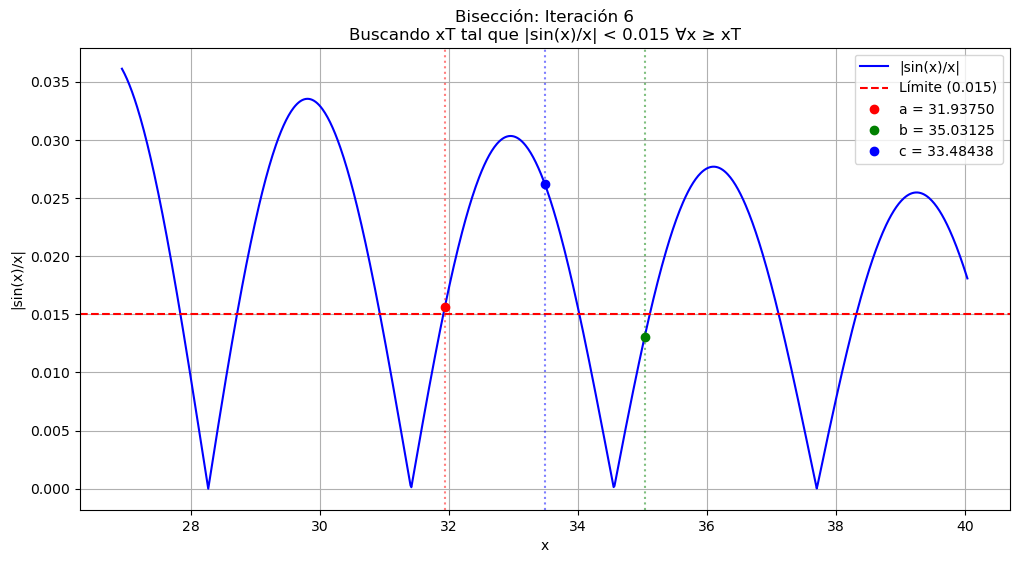 Bisección: Iteración 6
Buscando xT tal que |sin(x)/x| < 0.015 ∀x ≥ xT
|sin(x)/x|
Límite (0.015)
a = 31.93750
b = 35.03125
c = 33.48438
|sin(x)/x|
0.035
0.030
0.025
0.020
0.015
0.010
0.005
0.000
28 30 32 34 36 38 40
x